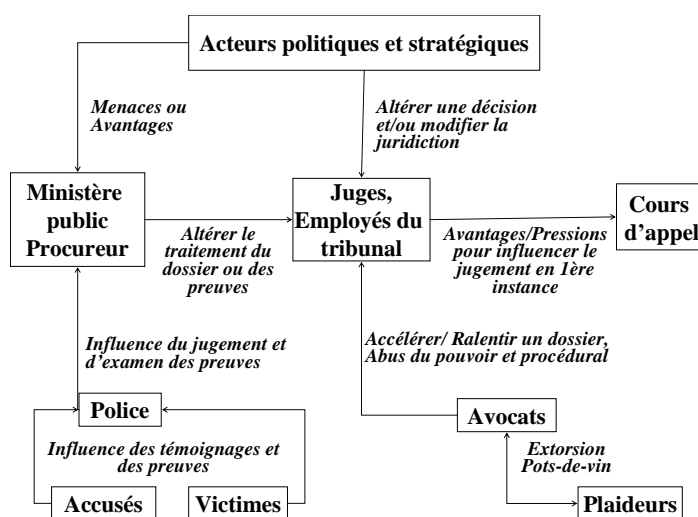 Acteurs politiques et stratégiques
Menaces ou
Avantages
Altérer une décision
et/ou modifier la
juridiction
Ministère
public
Procureur
Juges,
Employés du
tribunal
Cours
d’appel
Altérer le
traitement du
dossier ou des
preuves
Avantages/Pressions
pour influencer le
jugement en 1ère
instance
Influence du jugement et
d’examen des preuves
Accélérer/ Ralentir un dossier,
Abus du pouvoir et procédural
Police
Avocats
Influence des témoignages et
des preuves
Extorsion
Pots-de-vin
Accusés
Victimes
Plaideurs